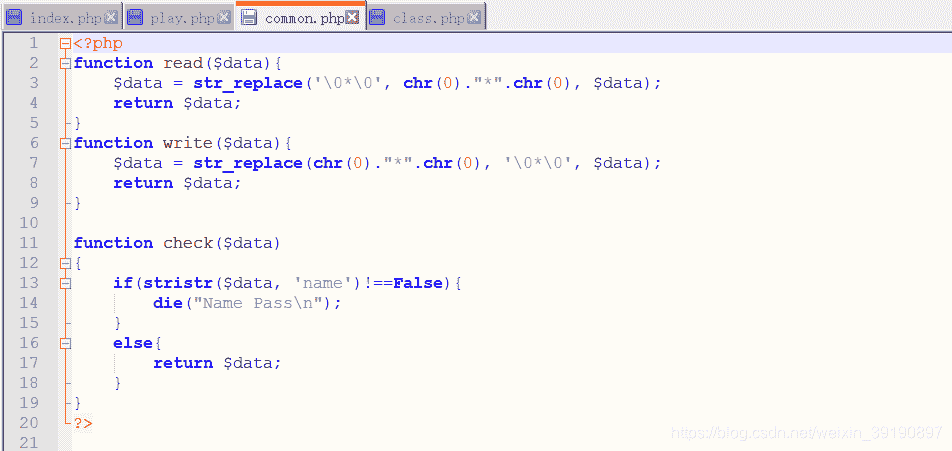 index.php play.php common.php class.php
1 <?php
2 function read($data){
3 $data = str_replace('\0*\0', chr(0)."*".chr(0), $data);
4 return $data;
5 }
6 function write($data){
7 $data = str_replace(chr(0)."*".chr(0), '\0*\0', $data);
8 return $data;
9 }
10
11 function check($data)
12 {
13 if(stristr($data, 'name')!==False){
14 die("Name Pass\n");
15 }
16 else{
17 return $data;
18 }
19 }
20 ?>
21
https://blog.csdn.net/weixin_39190897